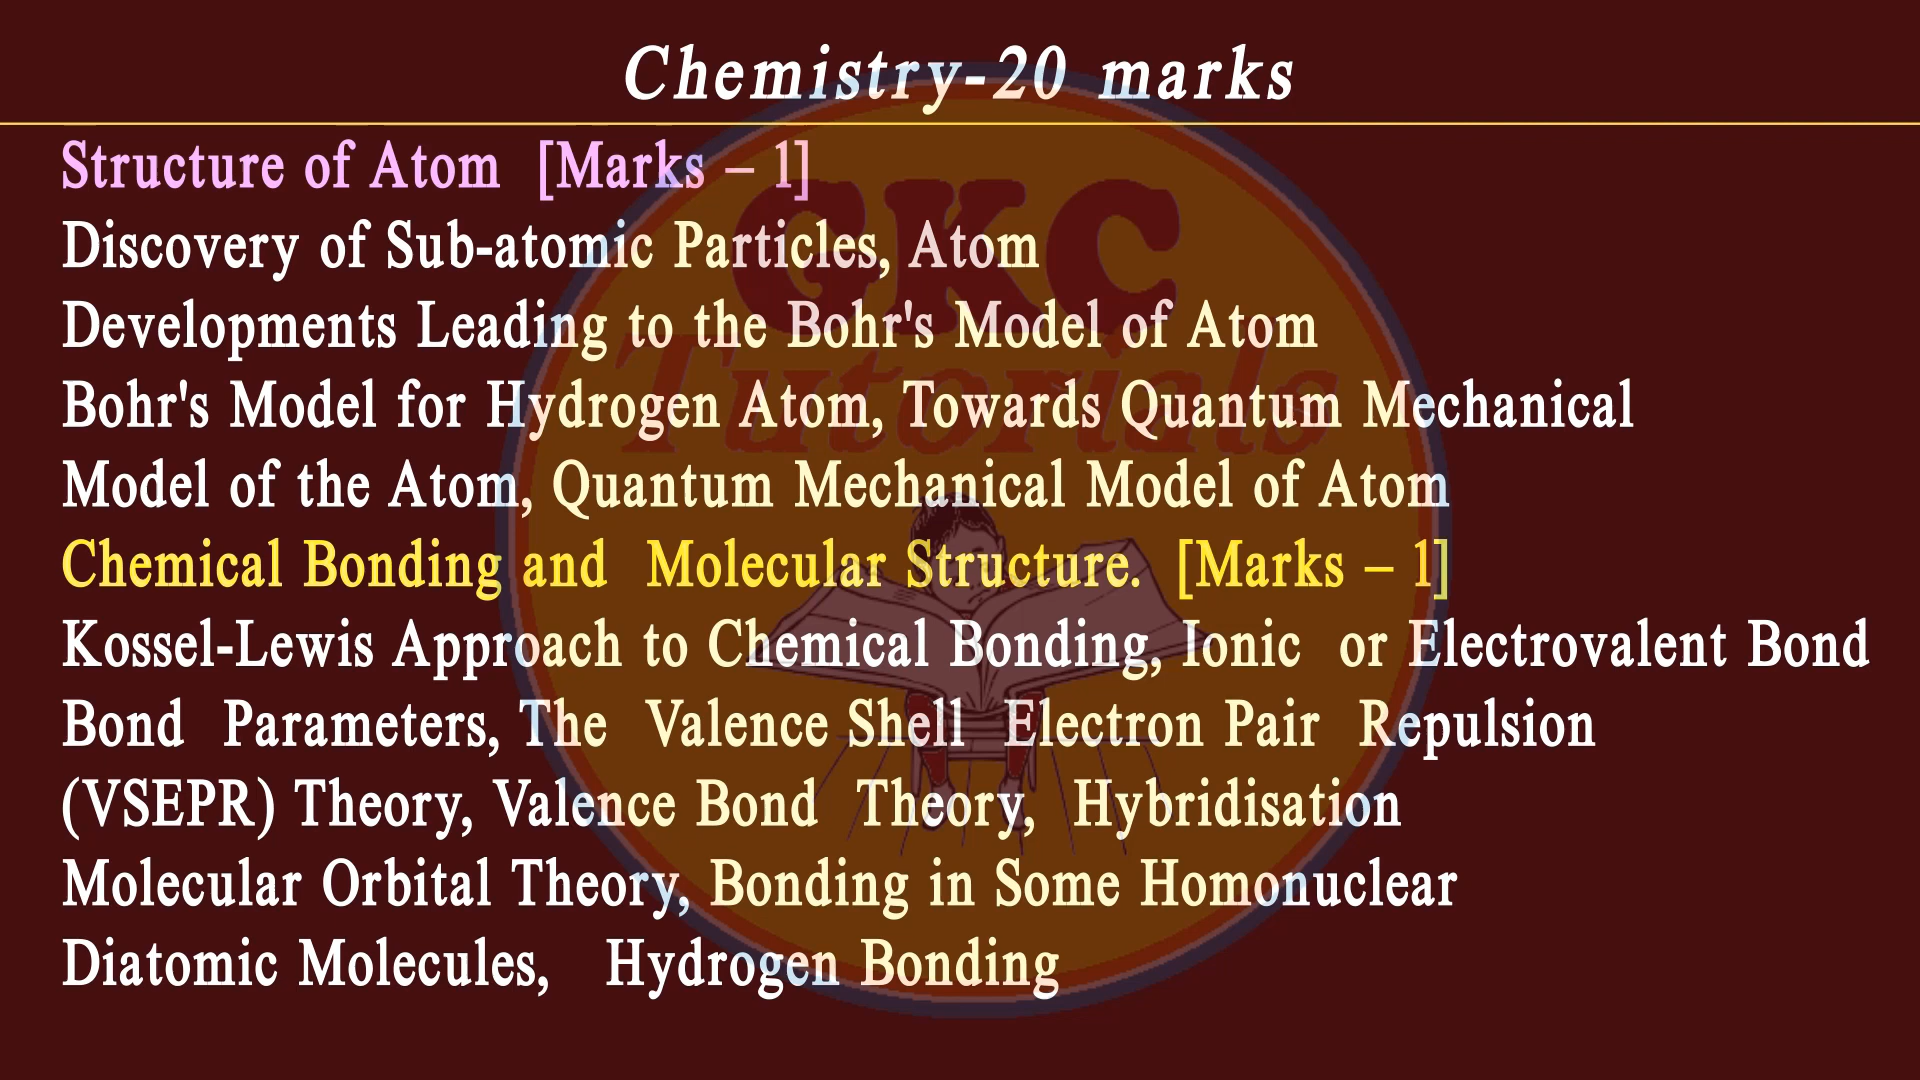 Chemistry-20 marks
Structure of Atom [Marks – 1]
Discovery of Sub-atomic Particles, Atom
Developments Leading to the Bohr's Model of Atom
Bohr's Model for Hydrogen Atom, Towards Quantum Mechanical
Model of the Atom, Quantum Mechanical Model of Atom
Chemical Bonding and Molecular Structure. [Marks – 1]
Kossel-Lewis Approach to Chemical Bonding, Ionic or Electrovalent Bond
Bond Parameters, The Valence Shell Electron Pair Repulsion
(VSEPR) Theory, Valence Bond Theory, Hybridisation
Molecular Orbital Theory, Bonding in Some Homonuclear
Diatomic Molecules, Hydrogen Bonding
GKC
Tutorials